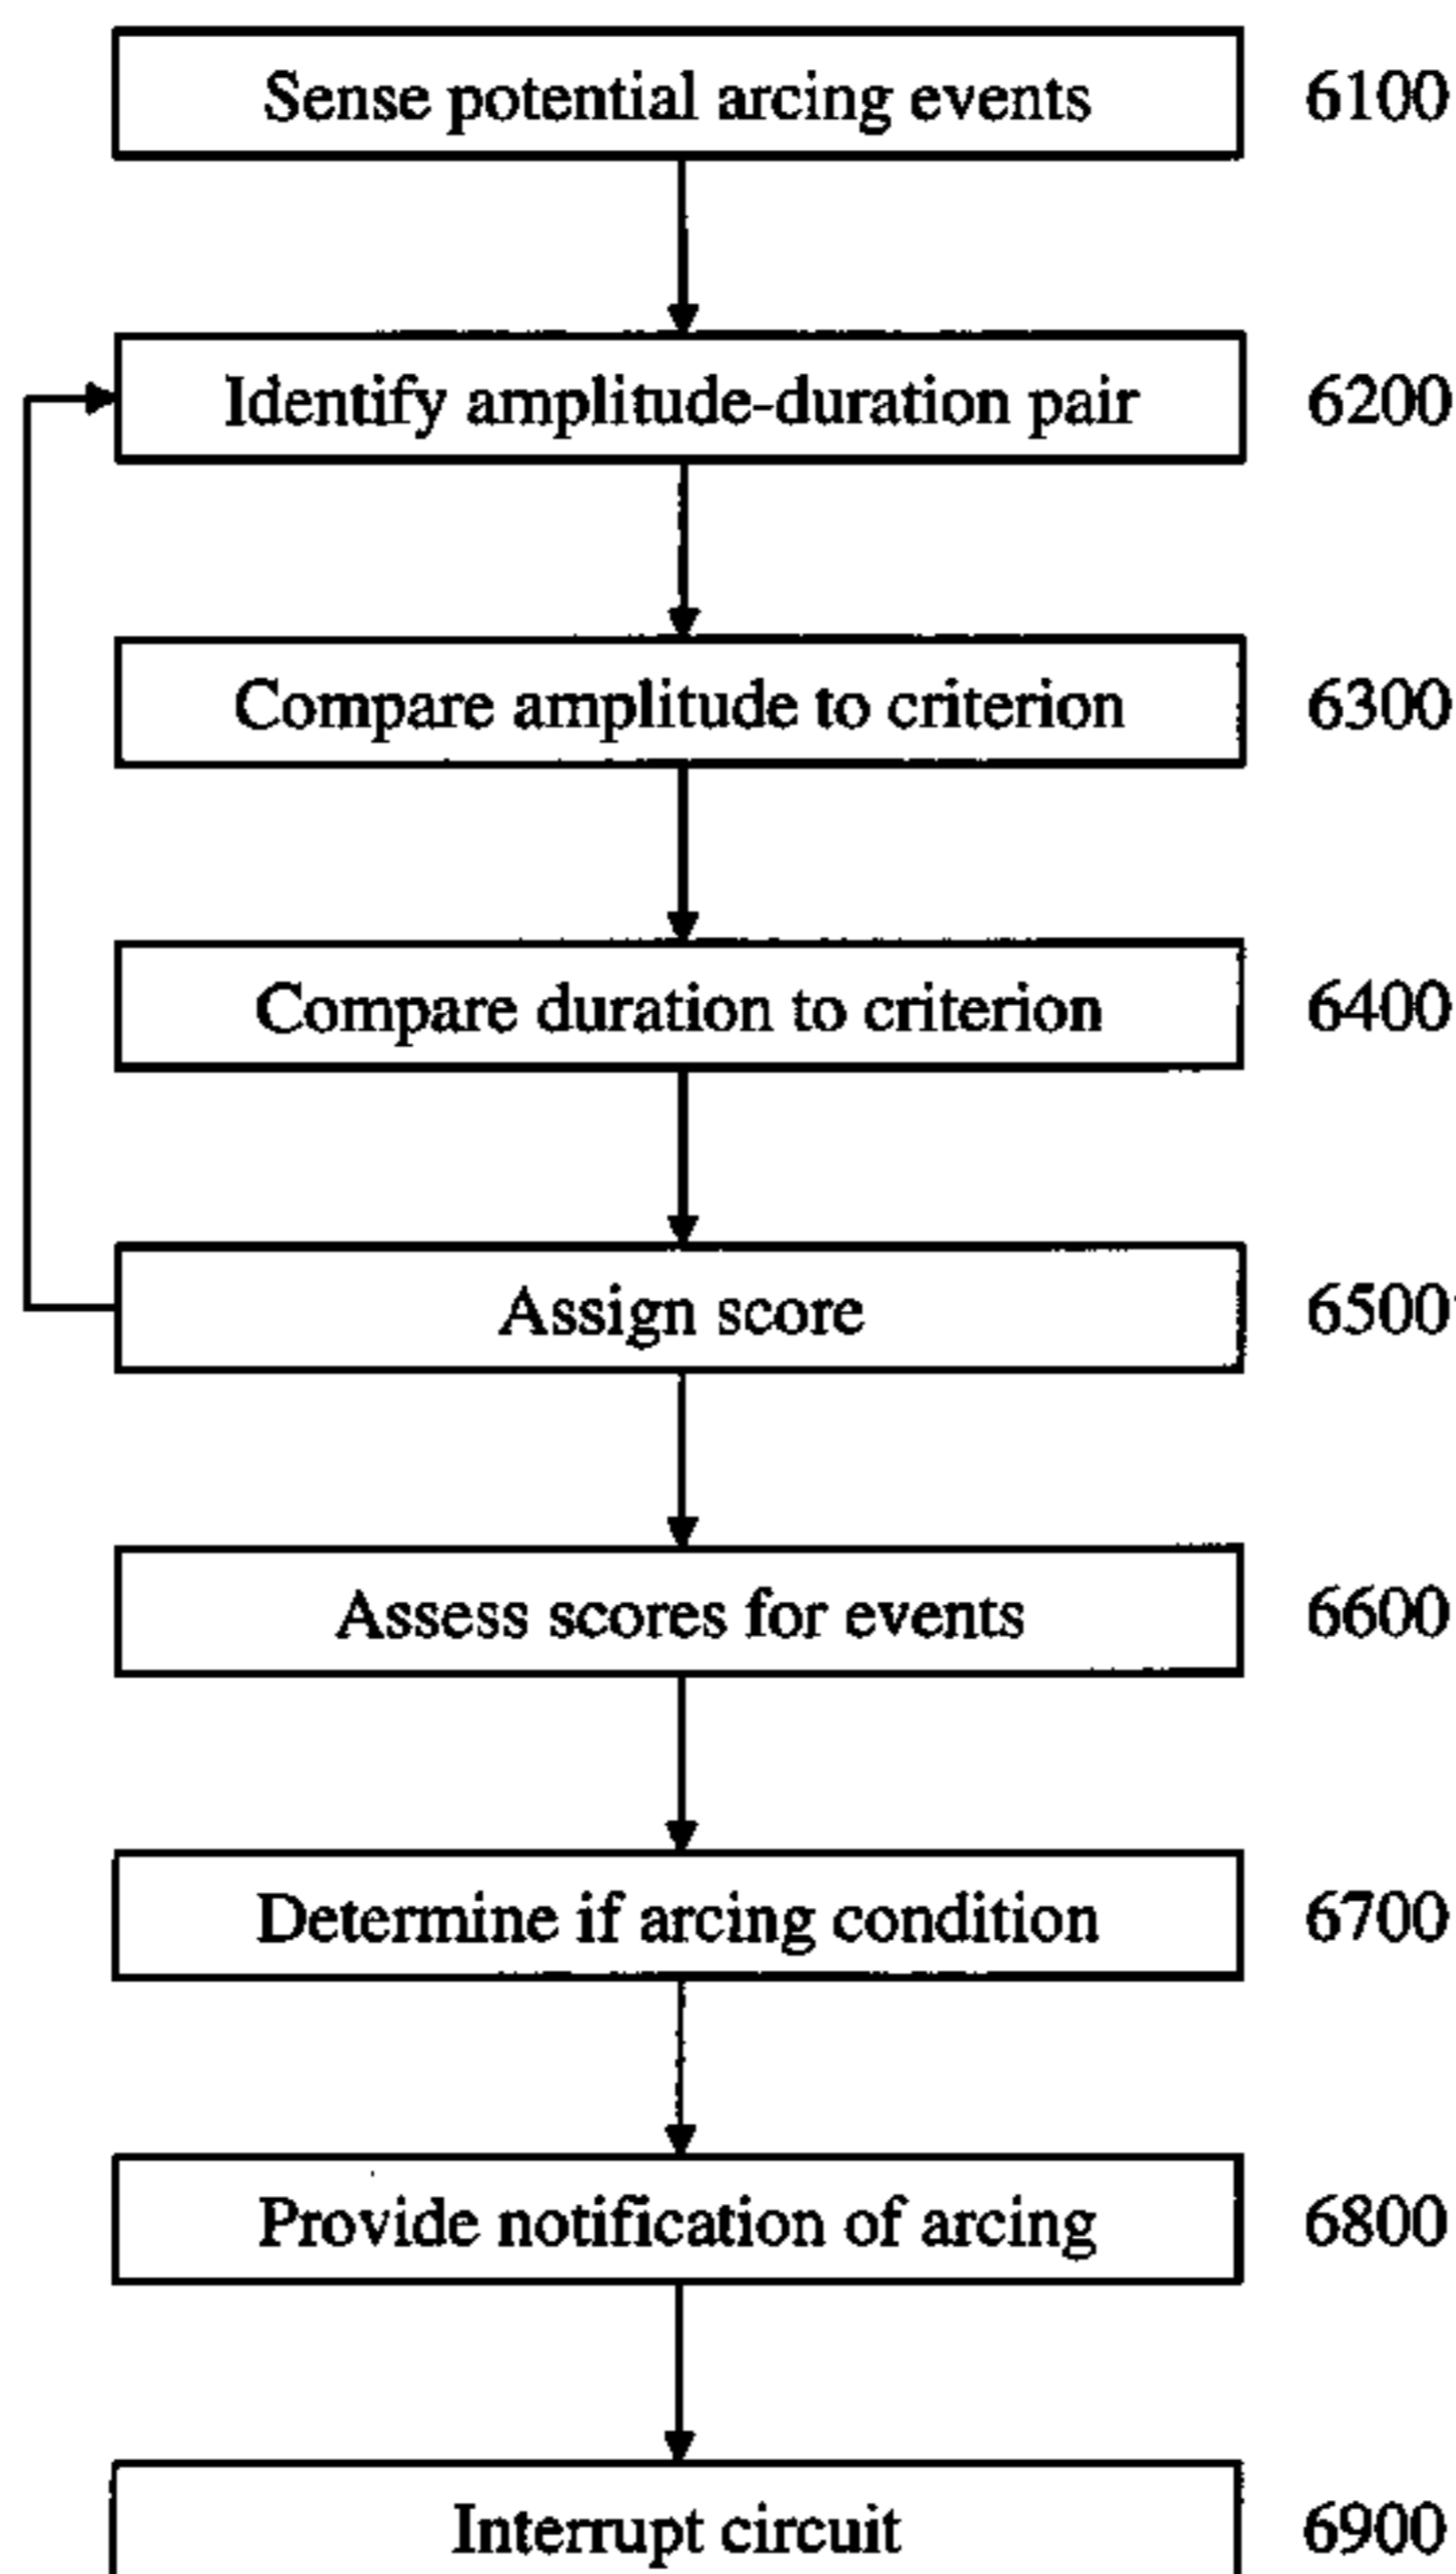 Sense potential arcing events 6100
Identify amplitude-duration pair 6200
Compare amplitude to criterion 6300
Compare duration to criterion 6400
Assign score 6500
Assess scores for events 6600
Determine if arcing condition 6700
Provide notification of arcing 6800
Interrupt circuit 6900